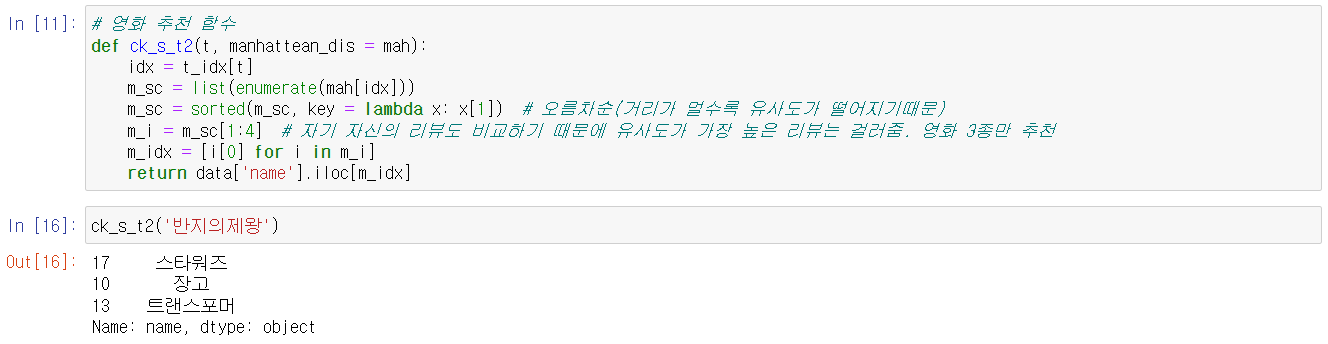 In [11]: # 영화 추천 함수
def ck_s_t2(t, manhattean_dis = mah):
    idx = t_idx[t]
    m_sc = list(enumerate(mah[idx]))
    m_sc = sorted(m_sc, key = lambda x: x[1])  # 오름차순(거리가 멀수록 유사도가 떨어지기때문)
    m_i = m_sc[1:4]  # 자기 자신의 리뷰도 비교하기 때문에 유사도가 가장 높은 리뷰는 걸러줌. 영화 3종만 추천
    m_idx = [i[0] for i in m_i]
    return data['name'].iloc[m_idx]
In [16]: ck_s_t2('반지의제왕')
Out[16]: 17 스타워즈
10 장고
13 트랜스포머
Name: name, dtype: object